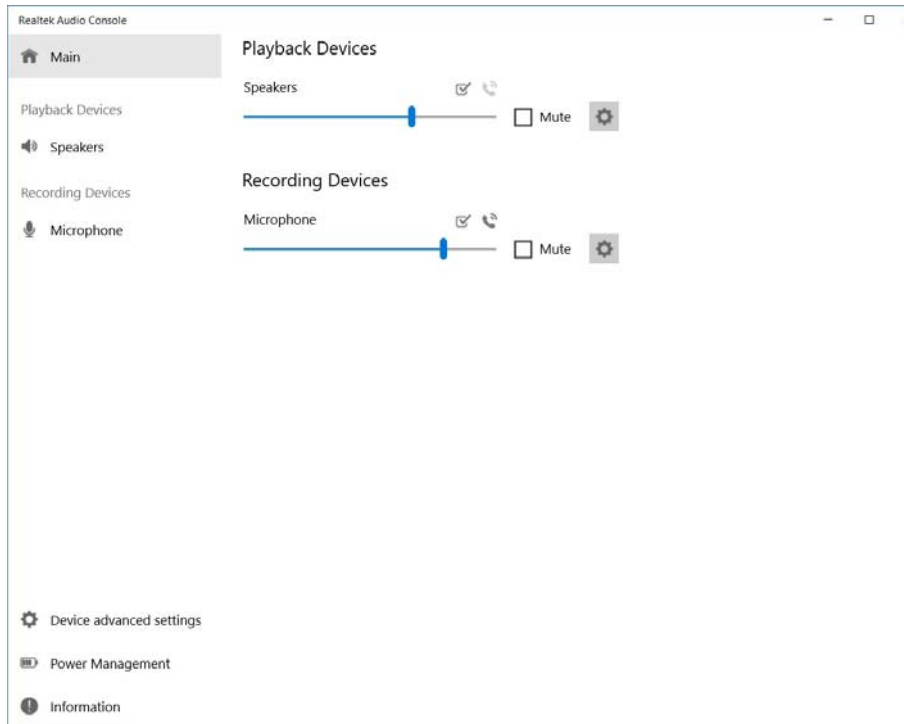 Realtek Audio Console
Main
Playback Devices
Speakers
Recording Devices
Microphone
Device advanced settings
Power Management
Information
Playback Devices
Speakers
Mute
Recording Devices
Microphone
Mute